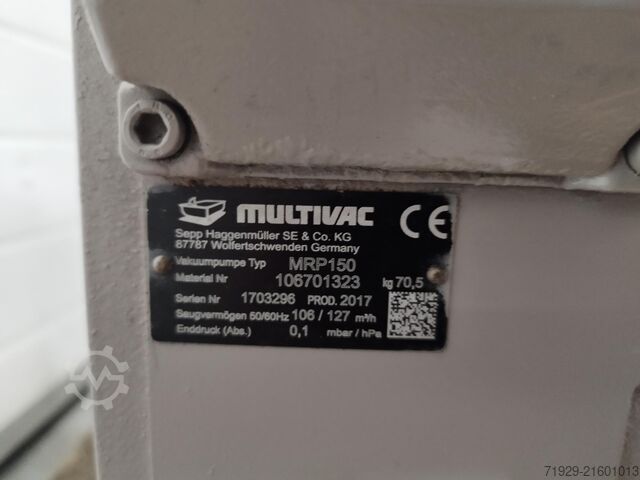 MULTIVAC CE
Sepp Haggenmüller SE & Co. KG
87787 Wolfertschwenden Germany
Vakuumpumpe Typ MRP150
Material Nr 106701323 kg 70,5
Serien Nr 1703296 PROD. 2017
Saugvermögen 50/60Hz 106 / 127 m³/h
Enddruck (Abs.) 0,1 mbar / hPa
71929-21601013